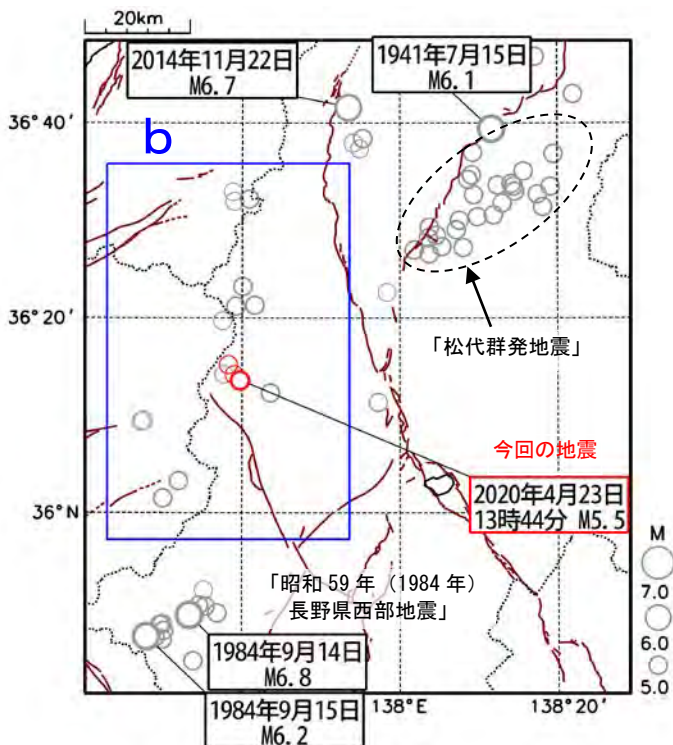 20km
2014年11月22日
M6.7
1941年7月15日
M6.1
36°40′
b
36°20′
「松代群発地震」
今回の地震
2020年4月23日
13時44分 M5.5
36°N
M
7.0
6.0
5.0
「昭和 59 年（1984 年）
長野県西部地震」
1984年9月14日
M6.8
1984年9月15日
M6.2
138°E
138°20′